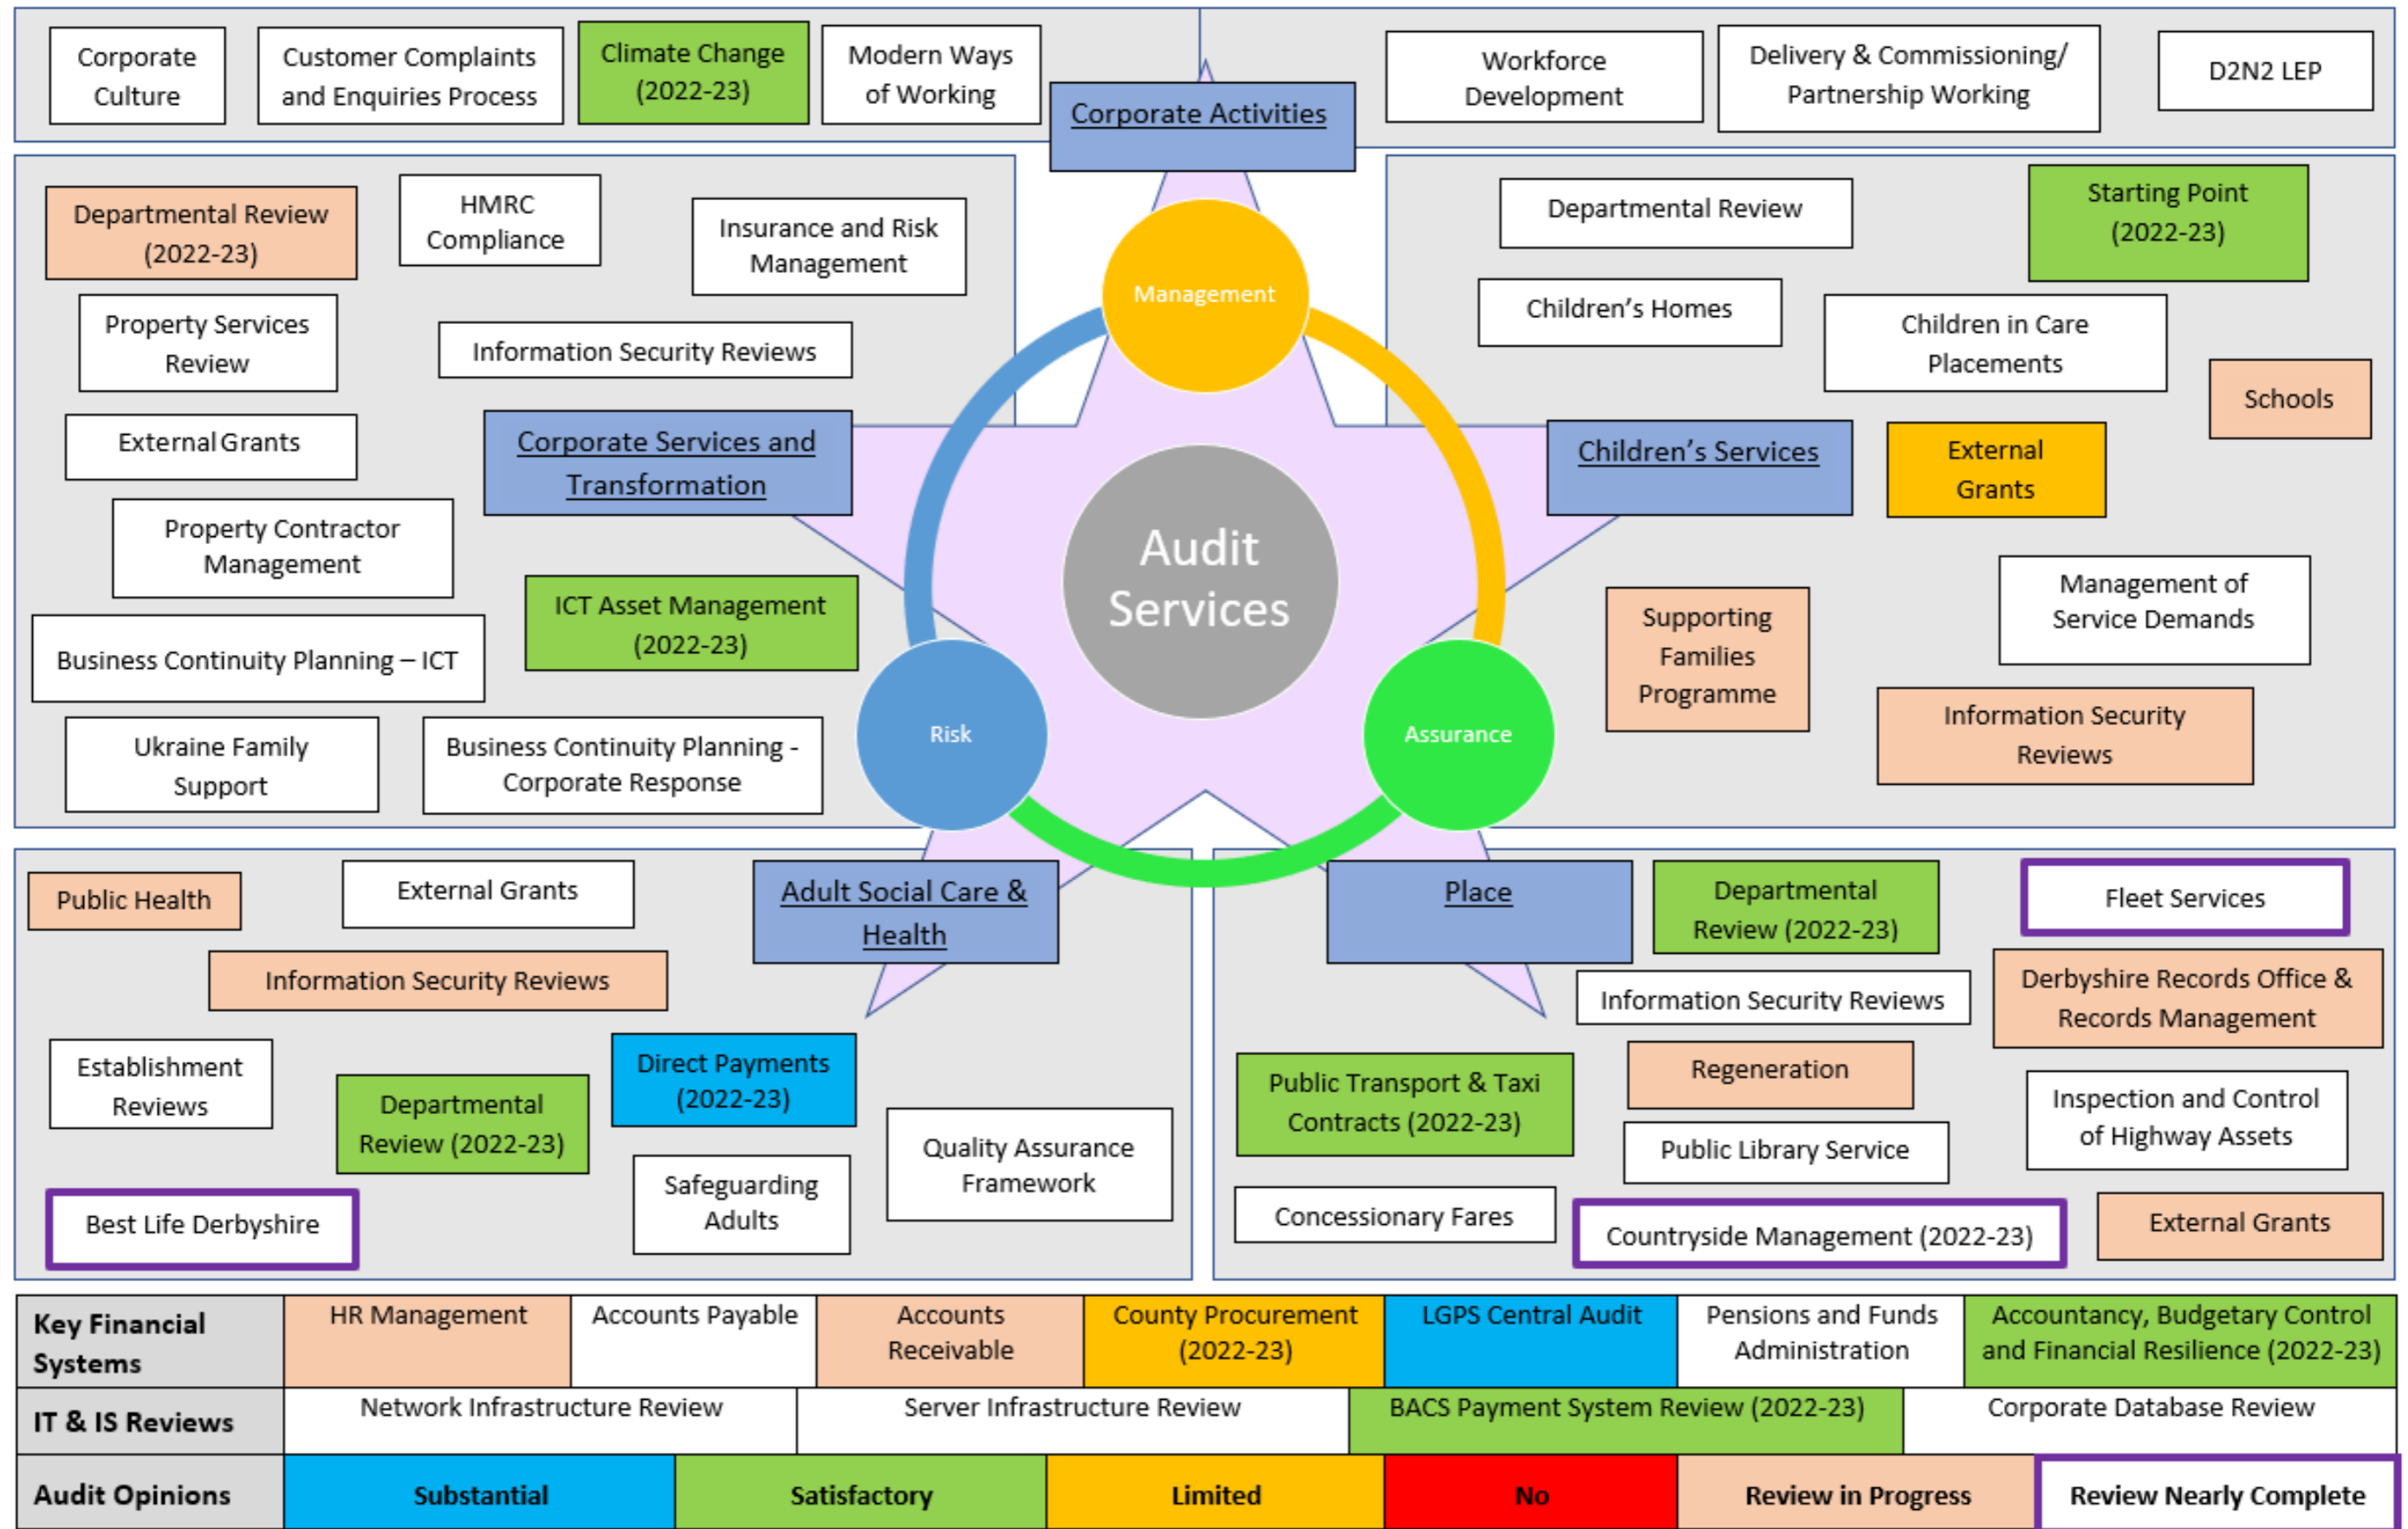 Corporate
Culture
Customer Complaints
and Enquiries Process
Climate Change
(2022-23)
Modern Ways
of Working
Corporate Activities
Workforce
Development
Delivery & Commissioning/
Partnership Working
D2N2 LEP
Departmental Review
(2022-23)
HMRC
Compliance
Insurance and Risk
Management
Property Services
Review
Information Security Reviews
External Grants
Corporate Services and
Transformation
Property Contractor
Management
ICT Asset Management
(2022-23)
Business Continuity Planning – ICT
Ukraine Family
Support
Business Continuity Planning -
Corporate Response
Management
Audit
Services
Risk
Assurance
Departmental Review
Starting Point
(2022-23)
Children’s Homes
Children in Care
Placements
Schools
Children’s Services
External
Grants
Management of
Service Demands
Supporting
Families
Programme
Information Security
Reviews
Public Health
External Grants
Adult Social Care &
Health
Information Security Reviews
Establishment
Reviews
Departmental
Review (2022-23)
Direct Payments
(2022-23)
Quality Assurance
Framework
Safeguarding
Adults
Best Life Derbyshire
Place
Departmental
Review (2022-23)
Fleet Services
Information Security Reviews
Derbyshire Records Office &
Records Management
Public Transport & Taxi
Contracts (2022-23)
Regeneration
Inspection and Control
of Highway Assets
Public Library Service
Concessionary Fares
Countryside Management (2022-23)
External Grants
Key Financial
Systems
HR Management
Accounts Payable
Accounts
Receivable
County Procurement
(2022-23)
LGPS Central Audit
Pensions and Funds
Administration
Accountancy, Budgetary Control
and Financial Resilience (2022-23)
IT & IS Reviews
Network Infrastructure Review
Server Infrastructure Review
BACS Payment System Review (2022-23)
Corporate Database Review
Audit Opinions
Substantial
Satisfactory
Limited
No
Review in Progress
Review Nearly Complete